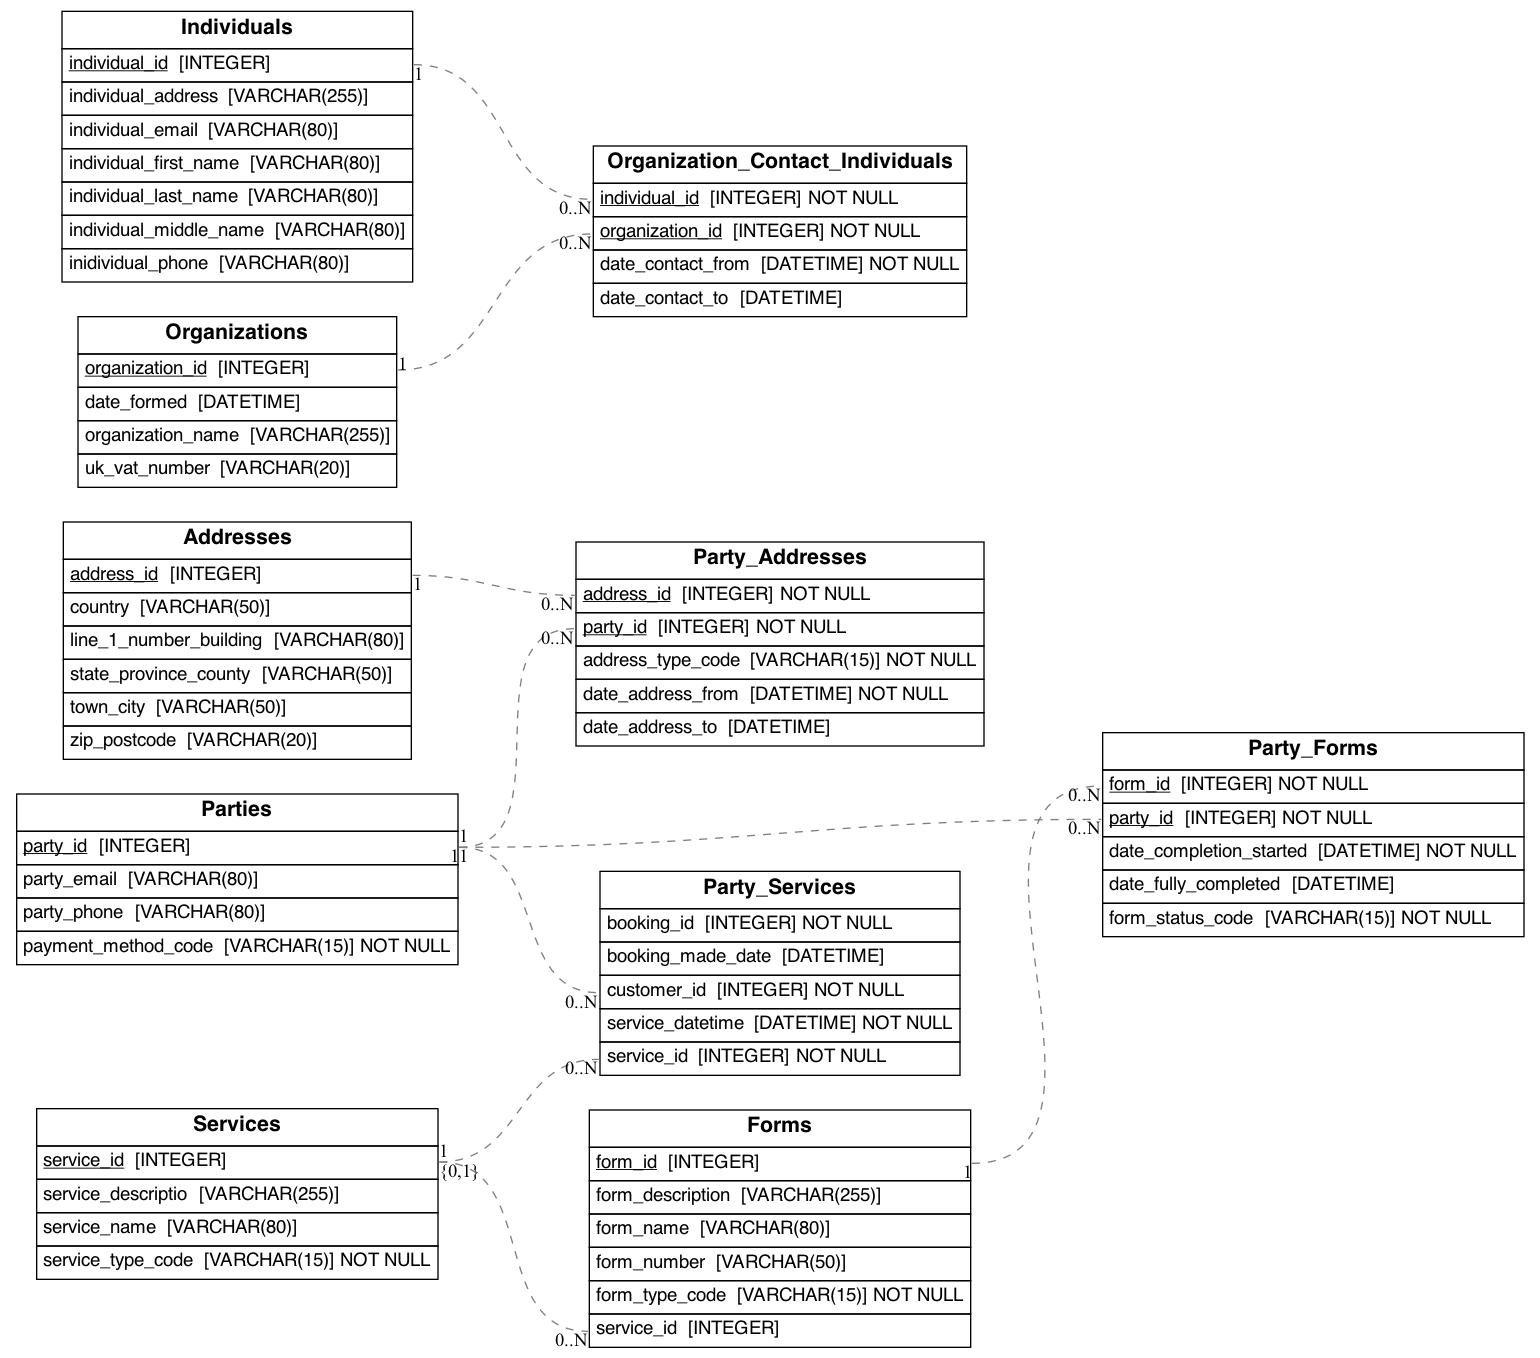 Individuals
individual_id [INTEGER]
individual_address [VARCHAR(255)]
individual_email [VARCHAR(80)]
individual_first_name [VARCHAR(80)]
individual_last_name [VARCHAR(80)]
individual_middle_name [VARCHAR(80)]
inidividual_phone [VARCHAR(80)]
1
Organization_Contact_Individuals
individual_id [INTEGER] NOT NULL
organization_id [INTEGER] NOT NULL
date_contact_from [DATETIME] NOT NULL
date_contact_to [DATETIME]
0..N
0..N
Organizations
organization_id [INTEGER]
date_formed [DATETIME]
organization_name [VARCHAR(255)]
uk_vat_number [VARCHAR(20)]
1
Addresses
address_id [INTEGER]
country [VARCHAR(50)]
line_1_number_building [VARCHAR(80)]
state_province_county [VARCHAR(50)]
town_city [VARCHAR(50)]
zip_postcode [VARCHAR(20)]
1
Party_Addresses
address_id [INTEGER] NOT NULL
party_id [INTEGER] NOT NULL
address_type_code [VARCHAR(15)] NOT NULL
date_address_from [DATETIME] NOT NULL
date_address_to [DATETIME]
0..N
0..N
Party_Forms
form_id [INTEGER] NOT NULL
party_id [INTEGER] NOT NULL
date_completion_started [DATETIME] NOT NULL
date_fully_completed [DATETIME]
form_status_code [VARCHAR(15)] NOT NULL
0..N
0..N
Parties
party_id [INTEGER]
party_email [VARCHAR(80)]
party_phone [VARCHAR(80)]
payment_method_code [VARCHAR(15)] NOT NULL
1
1 1
Party_Services
booking_id [INTEGER] NOT NULL
booking_made_date [DATETIME]
customer_id [INTEGER] NOT NULL
service_datetime [DATETIME] NOT NULL
service_id [INTEGER] NOT NULL
0..N
0..N
Services
service_id [INTEGER]
service_descriptio [VARCHAR(255)]
service_name [VARCHAR(80)]
service_type_code [VARCHAR(15)] NOT NULL
1
{0,1}
Forms
form_id [INTEGER]
form_description [VARCHAR(255)]
form_name [VARCHAR(80)]
form_number [VARCHAR(50)]
form_type_code [VARCHAR(15)] NOT NULL
service_id [INTEGER]
1
0..N